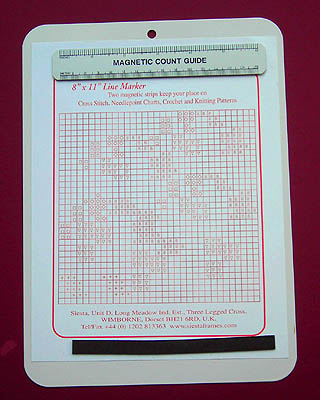 MAGNETIC COUNT GUIDE
8" x 11" Line Marker
Two magnetic strips keep your place on
Cross Stitch, Needlepoint Charts, Crochet and Knitting Patterns
Siesta, Unit D, Long Meadow Ind. Est., Three Legged Cross,
WIMBORNE, Dorset BH21 6RD, U.K.
Tel/Fax +44 (0) 1202 813363 www.siestaframes.com